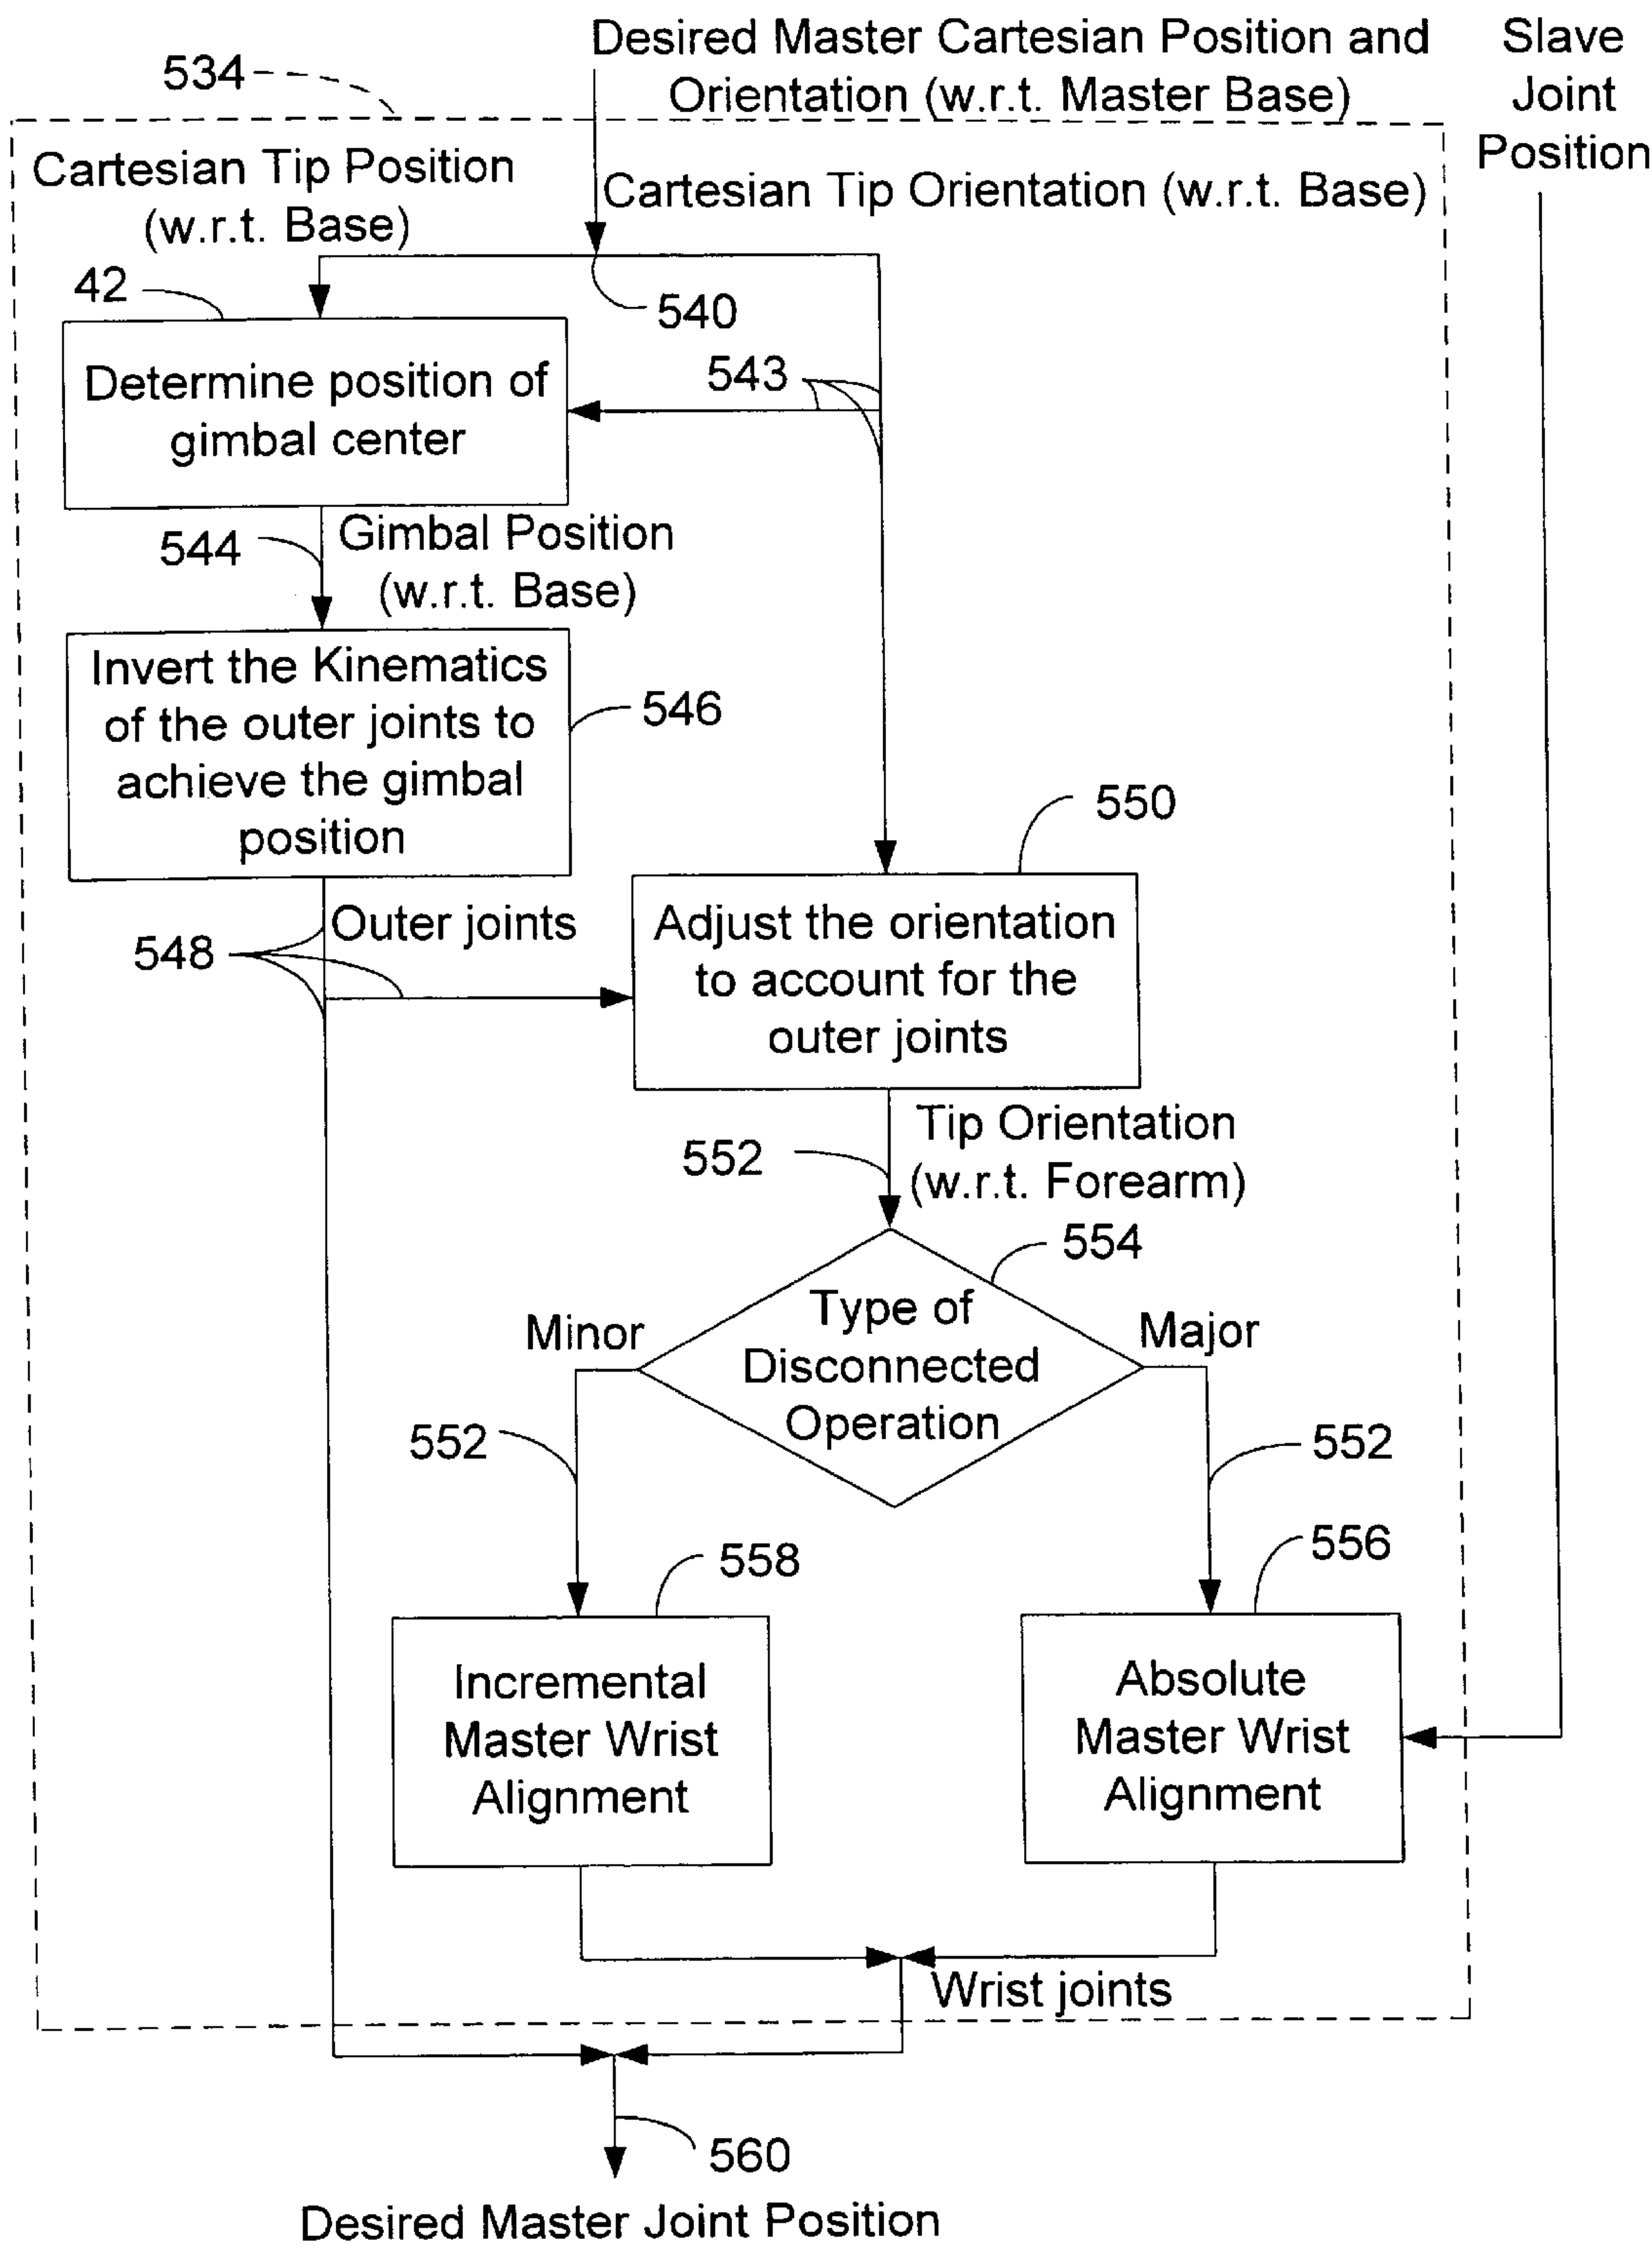 Desired Master Cartesian Position and
Orientation (w.r.t. Master Base)
Slave
Joint
Position
534
Cartesian Tip Position
(w.r.t. Base)
Cartesian Tip Orientation (w.r.t. Base)
42
540
Determine position of
gimbal center
543
544
Gimbal Position
(w.r.t. Base)
Invert the Kinematics
of the outer joints to
achieve the gimbal
position
546
550
548
Outer joints
Adjust the orientation
to account for the
outer joints
552
Tip Orientation
(w.r.t. Forearm)
554
Minor
Type of
Disconnected
Operation
Major
552
552
558
556
Incremental
Master Wrist
Alignment
Absolute
Master Wrist
Alignment
Wrist joints
560
Desired Master Joint Position